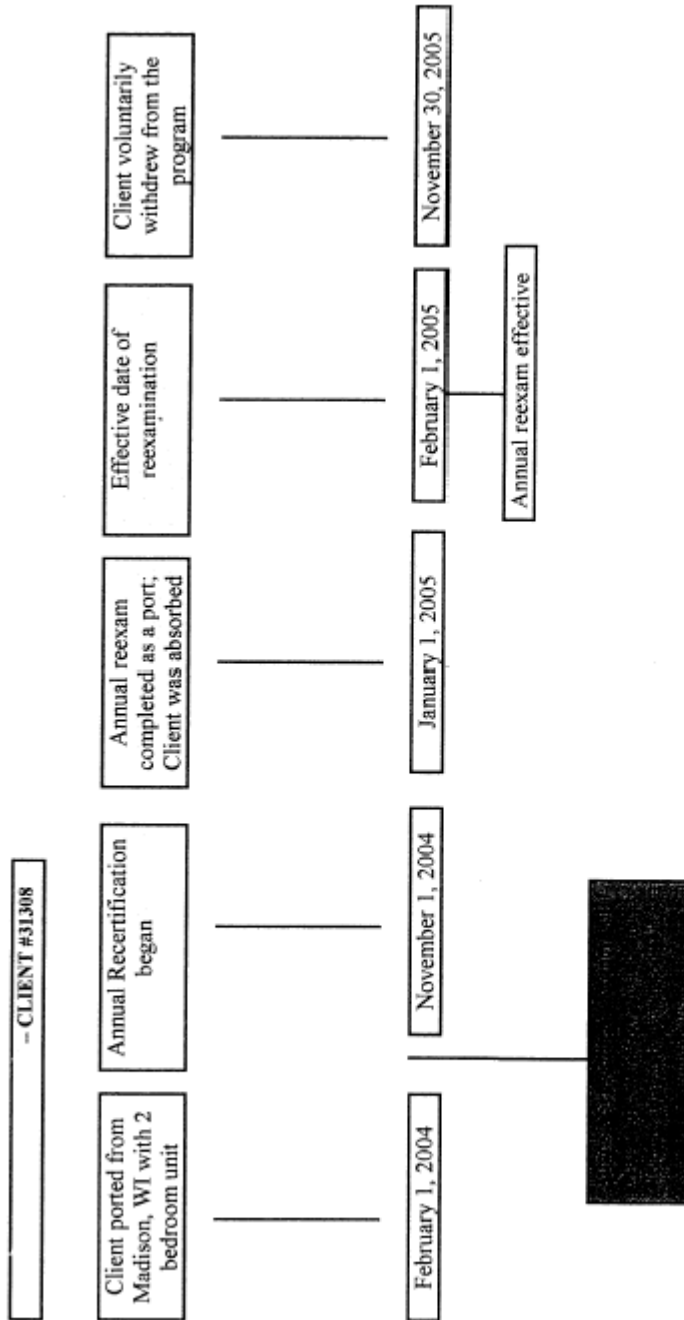 – CLIENT #31308
Client ported from
Madison, WI with 2
bedroom unit
Annual Recertification
began
Annual reexam
completed as a port;
Client was absorbed
Effective date of
reexamination
Client voluntarily
withdrew from the
program
February 1, 2004
November 1, 2004
January 1, 2005
February 1, 2005
November 30, 2005
Annual reexam effective